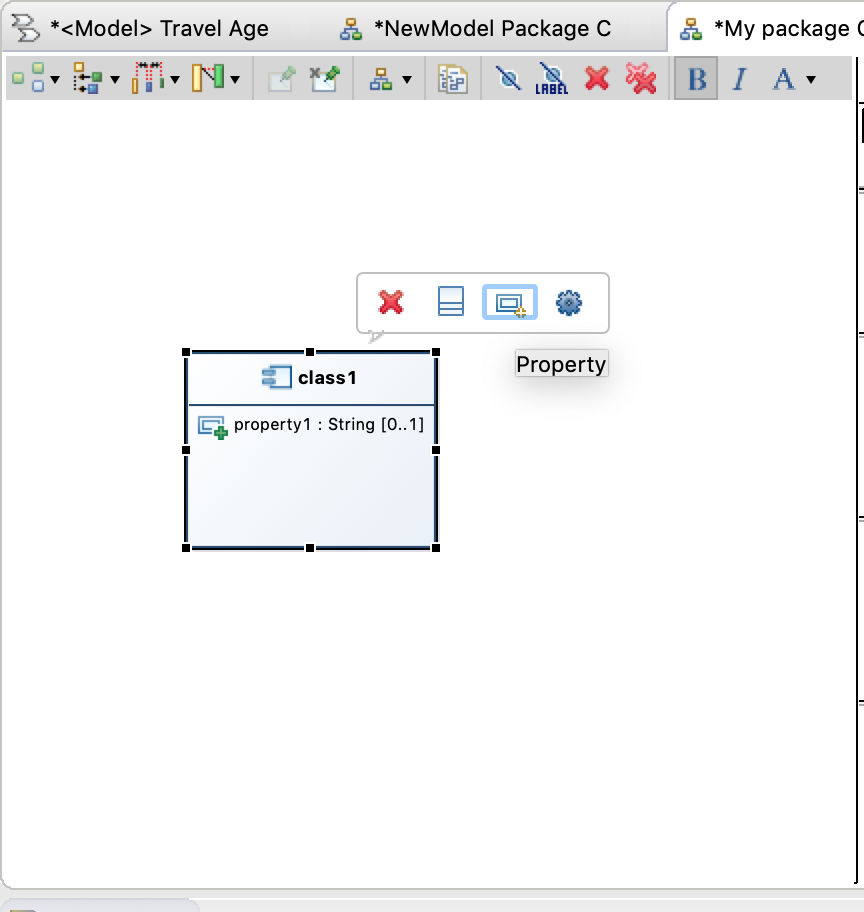 *<Model> Travel Age
*NewModel Package C
*My package
LABEL
B
I
A
Property
class1
property1 : String [0..1]